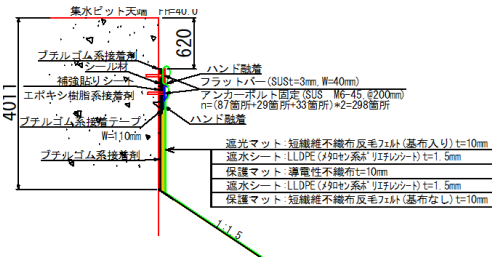 集水ピット天端 FH=40.0
620
ブチルゴム系接着剤
シール材
補強貼りシート
エポキシ樹脂系接着剤
ブチルゴム系接着テープ
W=110mm
ブチルゴム系接着剤
4011
ハンド融着
フラットバー(SUSt=3mm,W=40mm)
アンカーボルト固定(SUS M6-45,@200mm)
n=(87箇所+29箇所+33箇所)*2=298箇所
ハンド融着
遮光マット:短繊維不織布反毛フェルト(基布入り)t=10mm
遮水シート:LLDPE(メタロセン系ポリエチレンシート)t=1.5mm
保護マット:導電性不織布t=10mm
遮水シート:LLDPE(メタロセン系ポリエチレンシート)t=1.5mm
保護マット:短繊維不織布反毛フェルト(基布なし)t=10mm
1:1.5